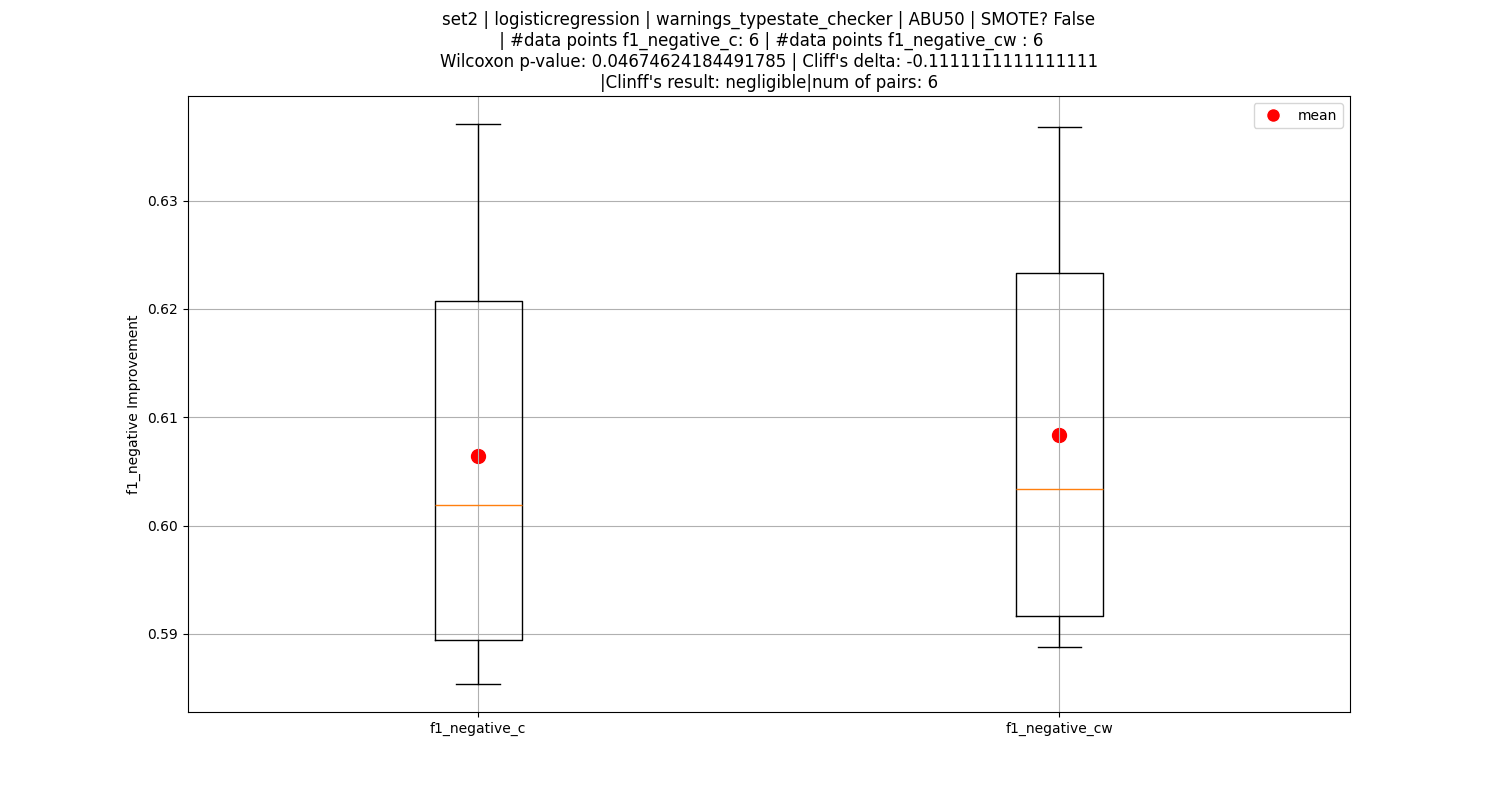 set2 | logisticregression | warnings_typestate_checker | ABU50 | SMOTE? False
| #data points f1_negative_c: 6 | #data points f1_negative_cw : 6
Wilcoxon p-value: 0.04674624184491785 | Cliff's delta: -0.1111111111111111
|Clinff's result: negligible|num of pairs: 6
mean
f1_negative Improvement
0.63
0.62
0.61
0.60
0.59
f1_negative_c
f1_negative_cw